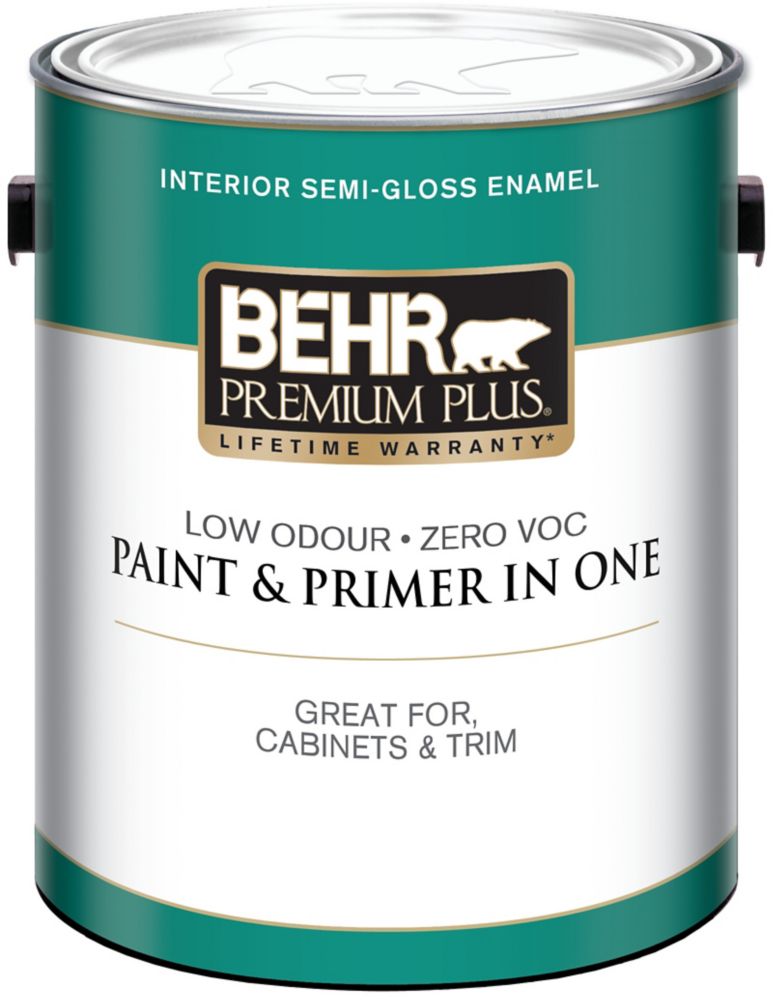 INTERIOR SEMI-GLOSS ENAMEL
BEHR
PREMIUM PLUS®
LIFETIME WARRANTY*
LOW ODOUR • ZERO VOC
PAINT & PRIMER IN ONE
GREAT FOR,
CABINETS & TRIM